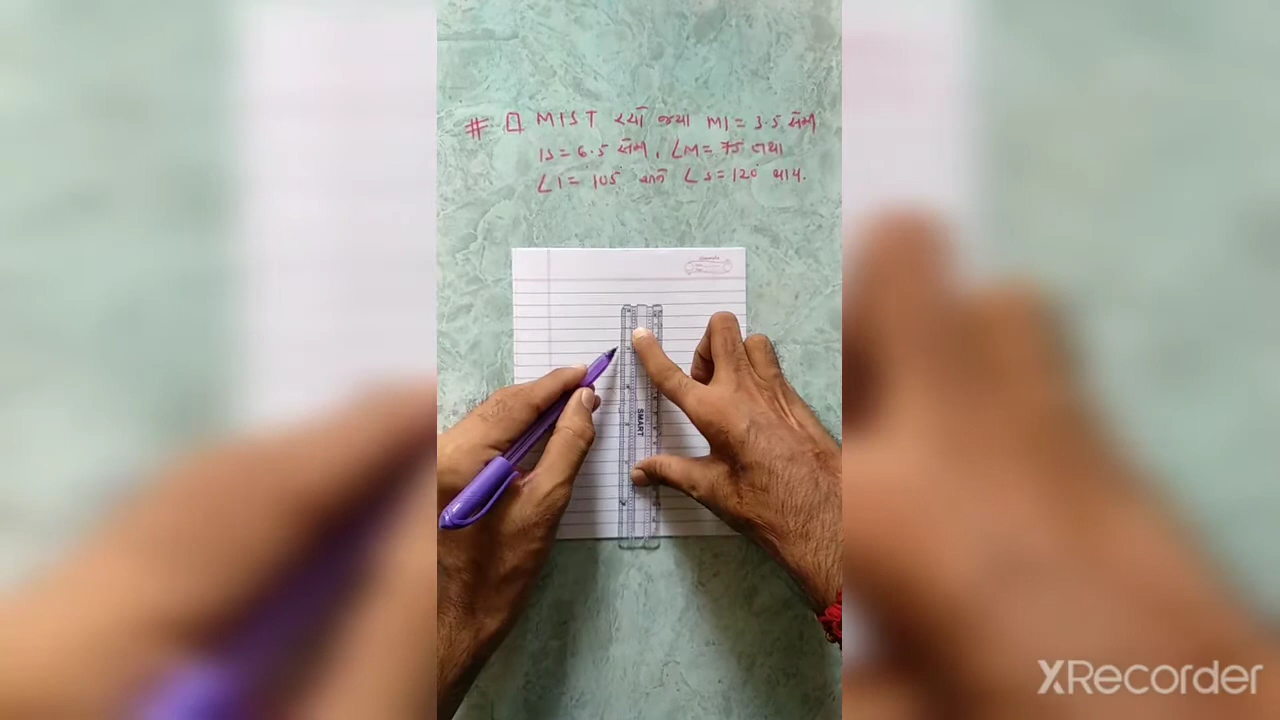 # □ MIST રચો જ્યાં MI = 3.5 સેમી
IS = 6.5 સેમી, ∠M = 75 તથા
∠I = 105 અને ∠S = 120 થાય.
SMART
XRecorder